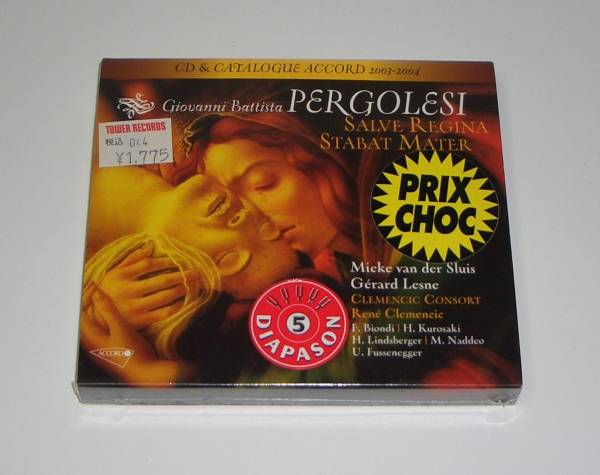 CD & CATALOGUE ACCORD 2003-2004
Giovanni Battista PERGOLESI
SALVE REGINA
STABAT MATER
TOWER RECORDS
税込 04.4
¥1,775
PRIX
CHOC
Mieke van der Sluis
Gérard Lesne
CLEMENCIC CONSORT
René Clemencic
F. Biondi | H. Kurosaki
H. Lindsberger | M. Naddeo
U. Fussenegger
5
DIAPASON
ACCORD